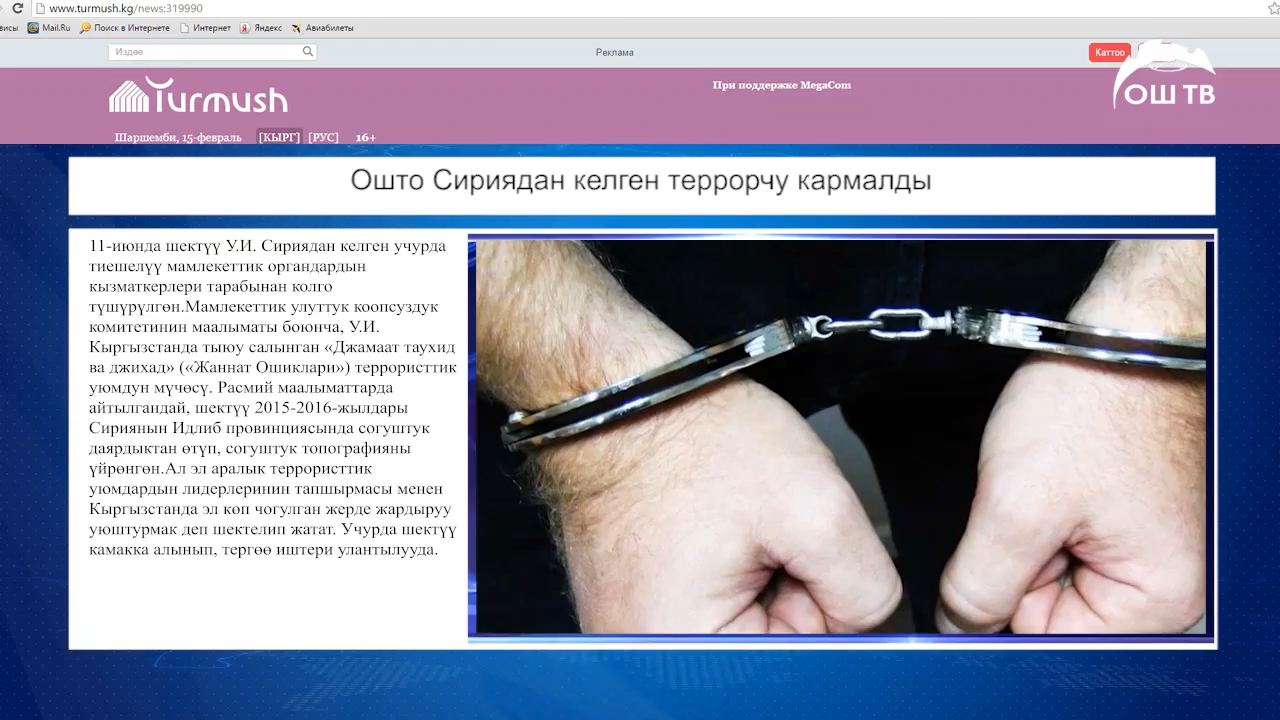 www.turmush.kg/news:319990
висы Mail.Ru Поиск в Интернете Интернет Яндекс Авиабилеты
Издөө
Реклама
Каттоо
Turmush
При поддержке MegaCom
ОШ ТВ
Шаршемби, 15-февраль [КЫРГ] [РУС] 16+
Ошто Сириядан келген террорчу кармалды
11-июнда шектүү У.И. Сириядан келген учурда
тиешелүү мамлекеттик органдардын
кызматкерлери тарабынан колго
түшүрүлгөн.Мамлекеттик улуттук коопсуздук
комитетинин маалыматы боюнча, У.И.
Кыргызстанда тыюу салынган «Джамаат таухид
ва джихад» («Жаннат Ошиклари») террористтик
уюмдун мүчөсү. Расмий маалыматтарда
айтылгандай, шектүү 2015-2016-жылдары
Сириянын Идлиб провинциясында согуштук
даярдыктан өтүп, согуштук топографияны
үйрөнгөн.Ал эл аралык террористтик
уюмдардын лидерлеринин тапшырмасы менен
Кыргызстанда эл көп чогулган жерде жардыруу
уюштурмак деп шектелип жатат. Учурда шектүү
камакка алынып, тергөө иштери улантылууда.